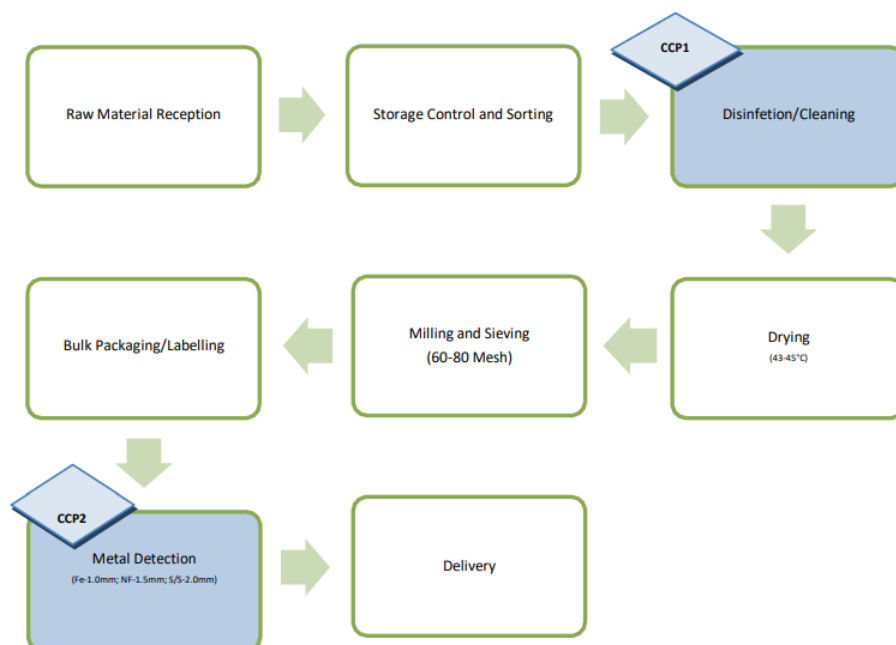 Raw Material Reception
Storage Control and Sorting
CCP1
Disinfetion/Cleaning
Drying
(43-45°C)
Milling and Sieving
(60-80 Mesh)
Bulk Packaging/Labelling
CCP2
Metal Detection
(Fe-1.0mm; NF-1.5mm; S/S-2.0mm)
Delivery